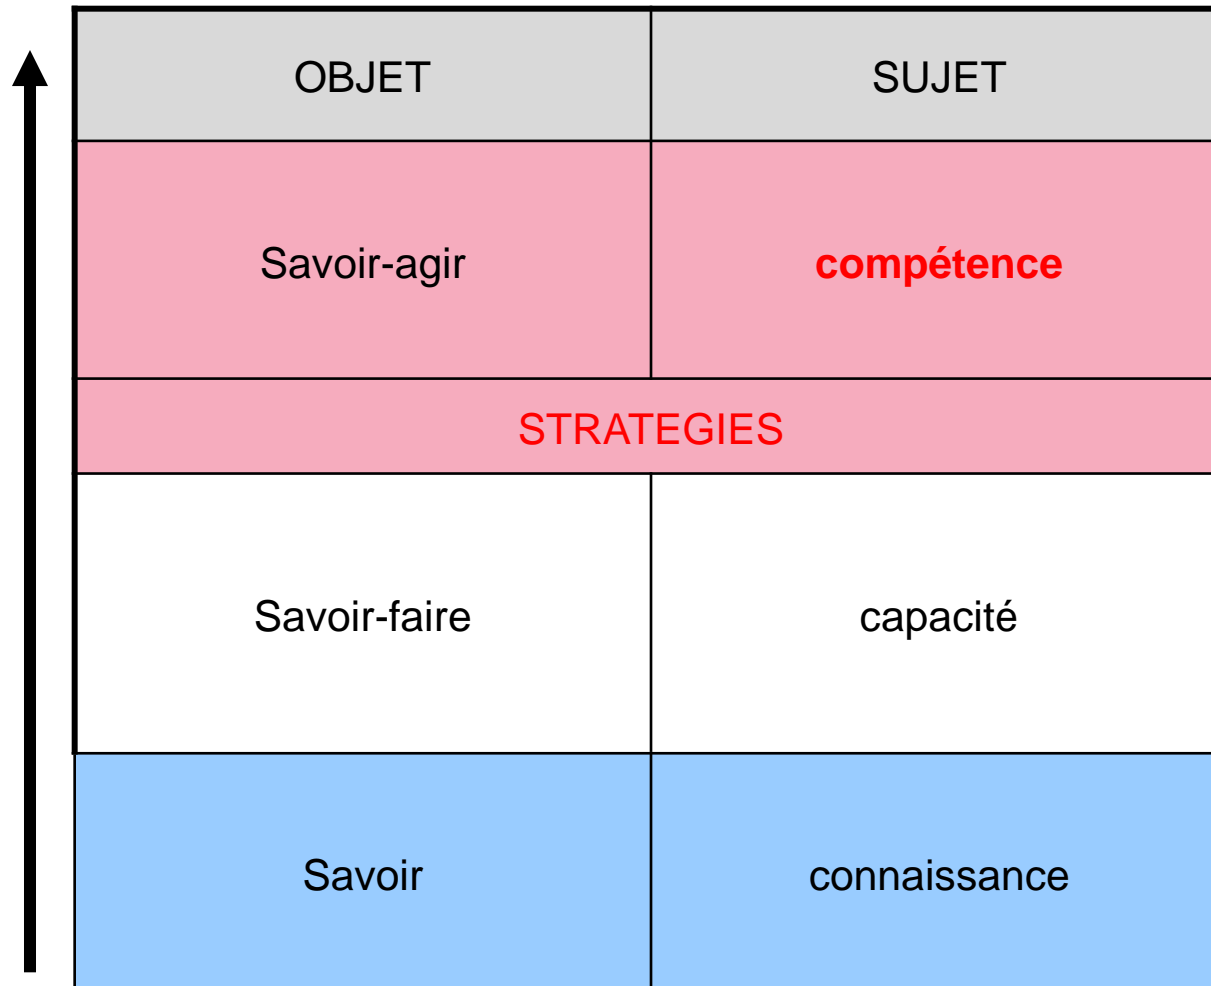 OBJET SUJET
Savoir-agir compétence
STRATEGIES
Savoir-faire capacité
Savoir connaissance